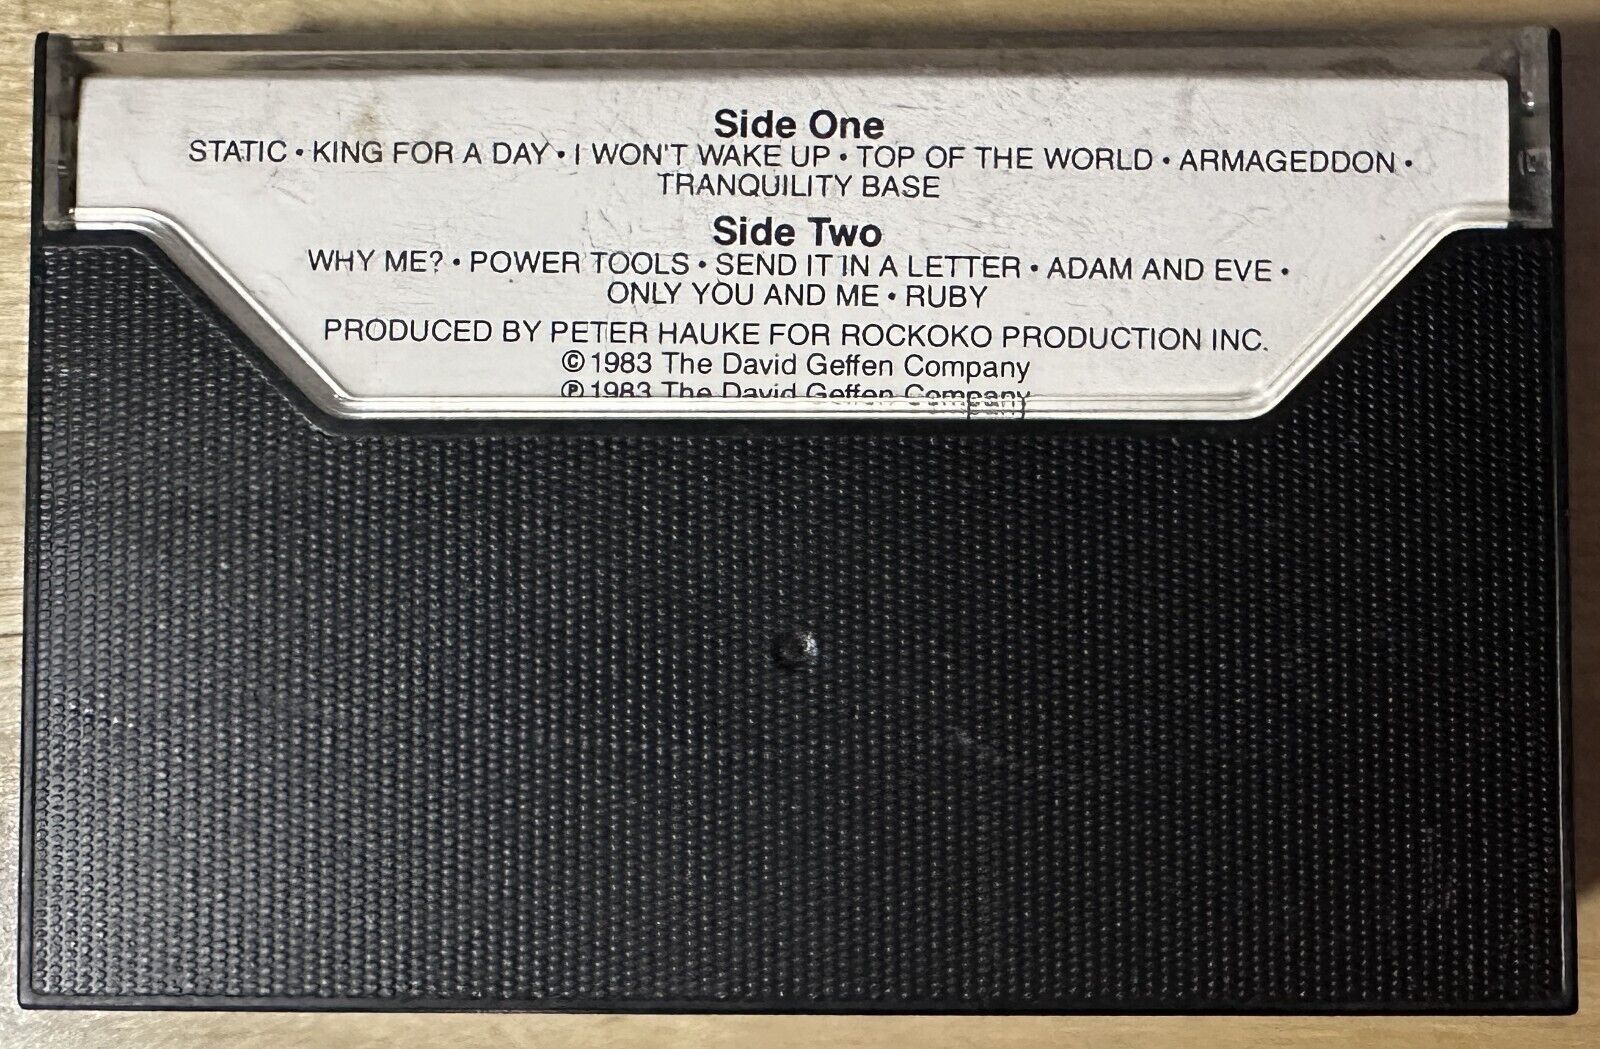 Side One
STATIC • KING FOR A DAY • I WON'T WAKE UP • TOP OF THE WORLD • ARMAGEDDON •
TRANQUILITY BASE
Side Two
WHY ME? • POWER TOOLS • SEND IT IN A LETTER • ADAM AND EVE •
ONLY YOU AND ME • RUBY
PRODUCED BY PETER HAUKE FOR ROCKOKO PRODUCTION INC.
© 1983 The David Geffen Company
℗ 1983 The David Geffen Company